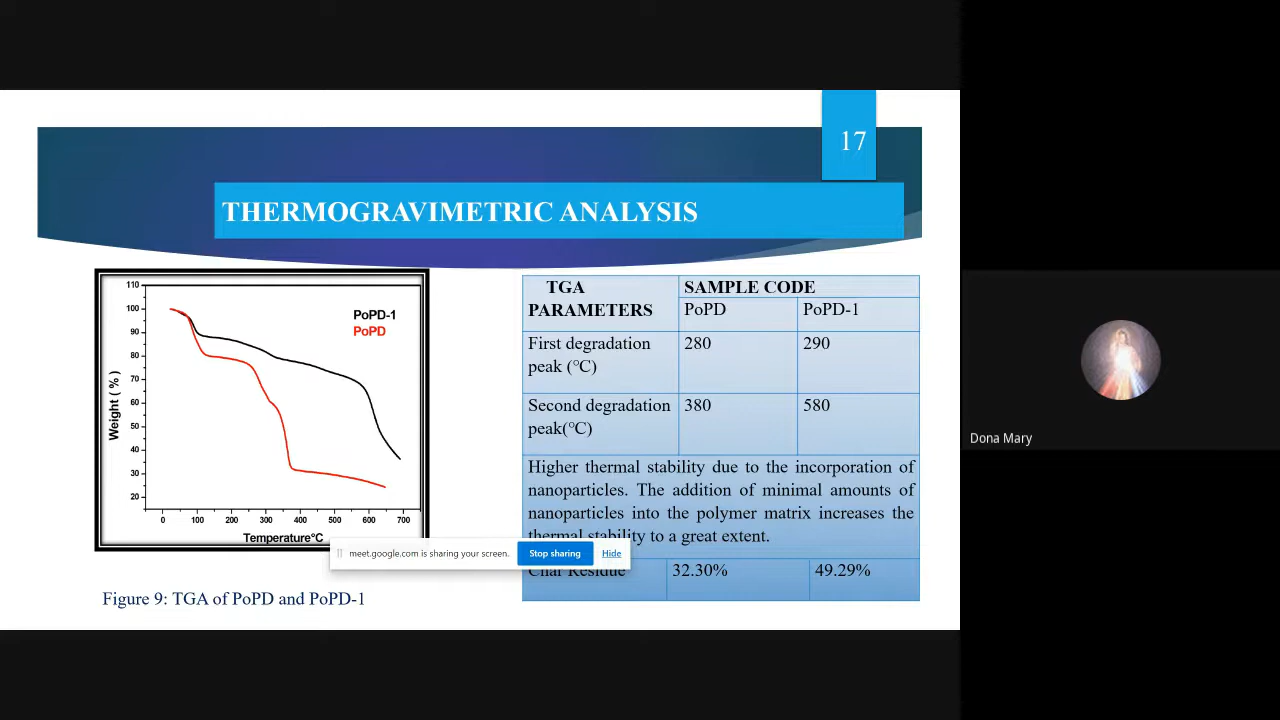 17
THERMOGRAVIMETRIC ANALYSIS
110
100
90
80
70
60
50
40
30
20
Weight ( % )
PoPD-1
PoPD
0 100 200 300 400 500 600 700
Temperature°C
Figure 9: TGA of PoPD and PoPD-1
TGA PARAMETERS
SAMPLE CODE
PoPD PoPD-1
First degradation peak (℃) 280 290
Second degradation peak(℃) 380 580
Higher thermal stability due to the incorporation of
nanoparticles. The addition of minimal amounts of
nanoparticles into the polymer matrix increases the
thermal stability to a great extent.
Char Residue 32.30% 49.29%
meet.google.com is sharing your screen. Stop sharing Hide
Dona Mary